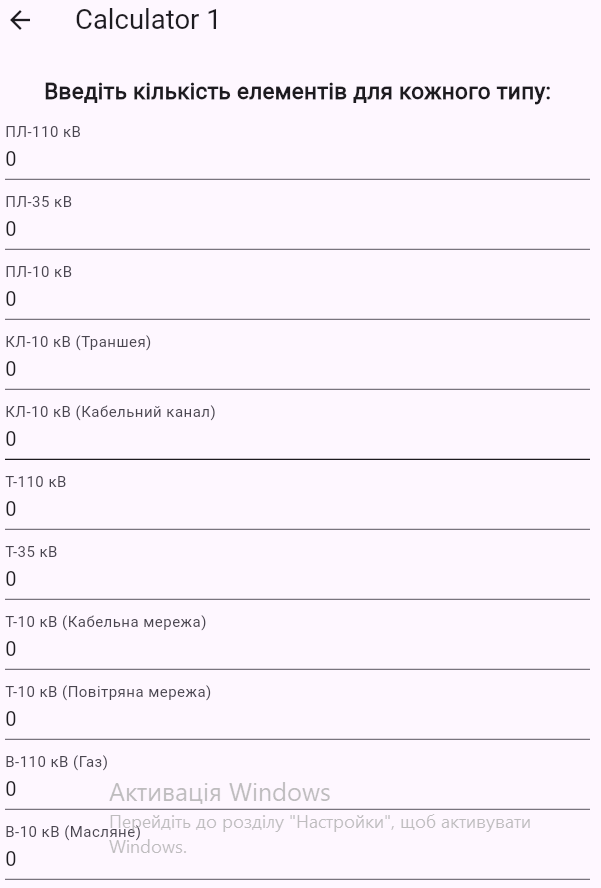 Calculator 1
Введіть кількість елементів для кожного типу:
ПЛ-110 кВ
0
ПЛ-35 кВ
0
ПЛ-10 кВ
0
КЛ-10 кВ (Траншея)
0
КЛ-10 кВ (Кабельний канал)
0
Т-110 кВ
0
Т-35 кВ
0
Т-10 кВ (Кабельна мережа)
0
Т-10 кВ (Повітряна мережа)
0
В-110 кВ (Газ)
0
Активація Windows
Перейдіть до розділу "Настройки", щоб активувати
Windows.
В-10 кВ (Масляне)
0